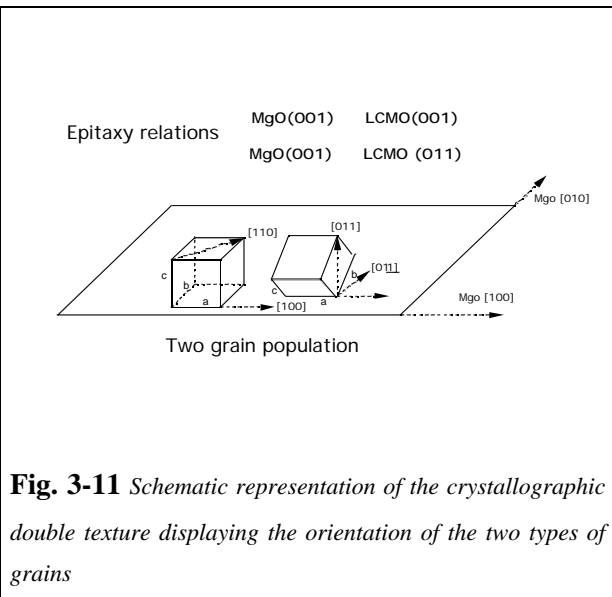 Epitaxy relations
MgO(001) LCMO(001)
MgO(001) LCMO (011)
Mgo [010]
[110]
[011]
c
b
a
[100]
c
a
b
[011]
Mgo [100]
Two grain population
Fig. 3-11 Schematic representation of the crystallographic
double texture displaying the orientation of the two types of
grains